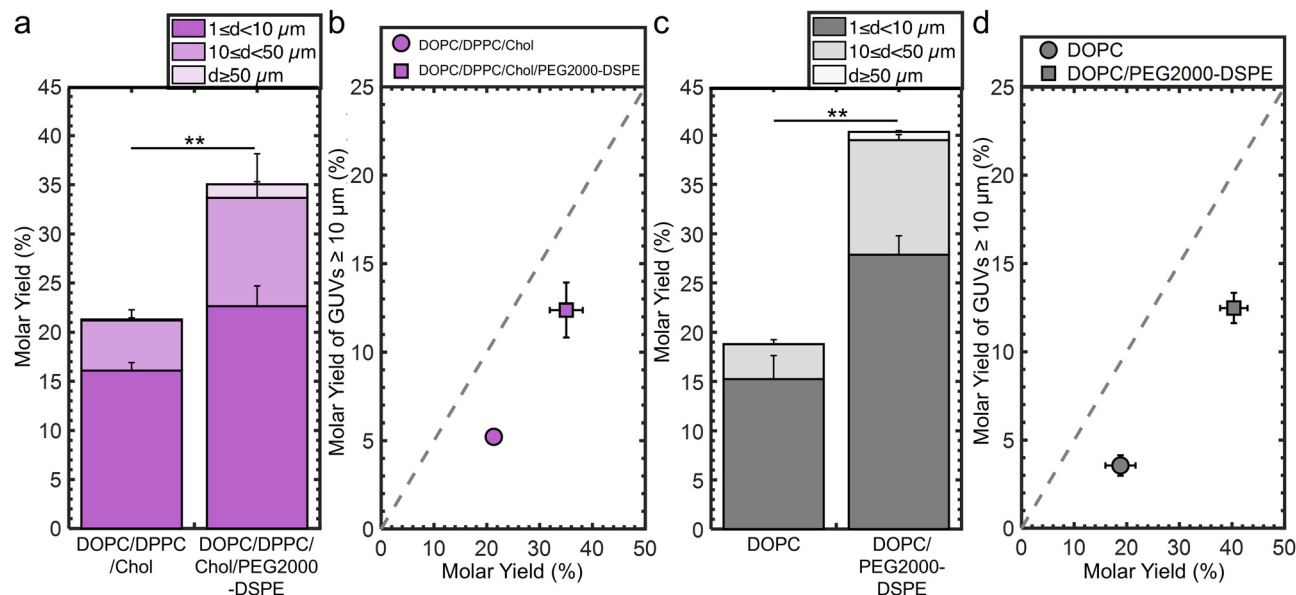 a
1≤d<10 µm
10≤d<50 µm
d≥50 µm
Molar Yield (%)
45
40
35
30
25
20
15
10
5
0
**
DOPC/DPPC
/Chol
DOPC/DPPC/
Chol/PEG2000
-DSPE
b
DOPC/DPPC/Chol
DOPC/DPPC/Chol/PEG2000-DSPE
Molar Yield of GUVs ≥ 10 µm (%)
25
20
15
10
5
0
0 10 20 30 40 50
Molar Yield (%)
c
1≤d<10 µm
10≤d<50 µm
d≥50 µm
Molar Yield (%)
45
40
35
30
25
20
15
10
5
0
**
DOPC
DOPC/
PEG2000-
DSPE
d
DOPC
DOPC/PEG2000-DSPE
Molar Yield of GUVs ≥ 10 µm (%)
25
20
15
10
5
0
0 10 20 30 40 50
Molar Yield (%)